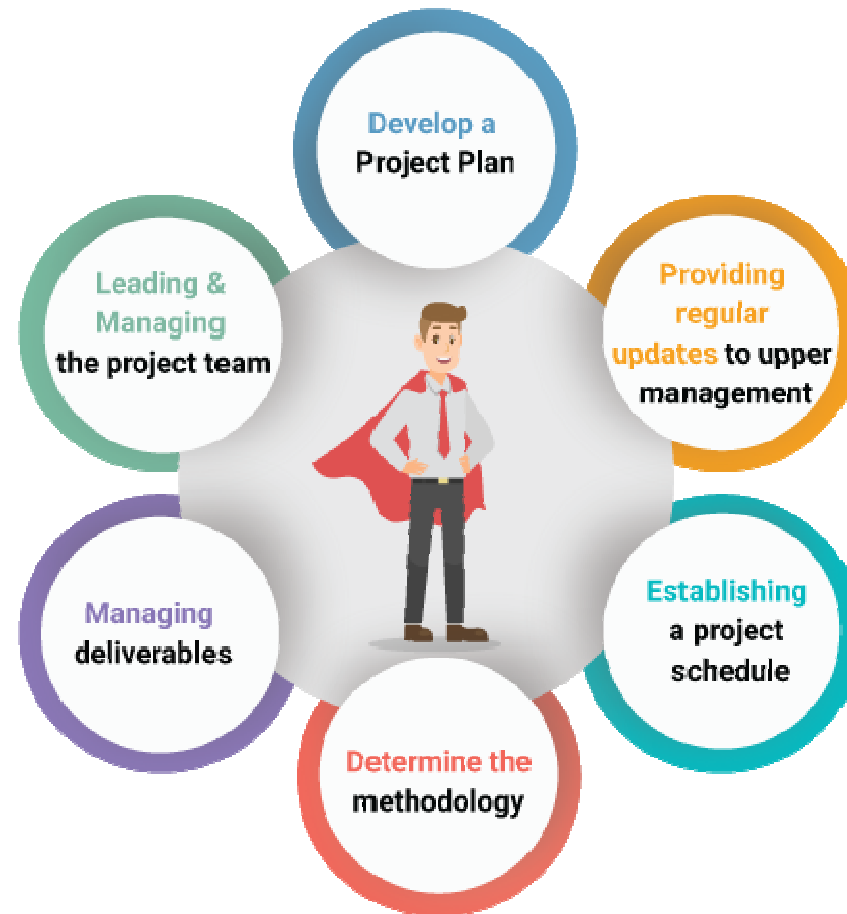 Develop a
Project Plan
Providing
regular
updates to upper
management
Establishing
a project
schedule
Determine the
methodology
Managing
deliverables
Leading &
Managing
the project team